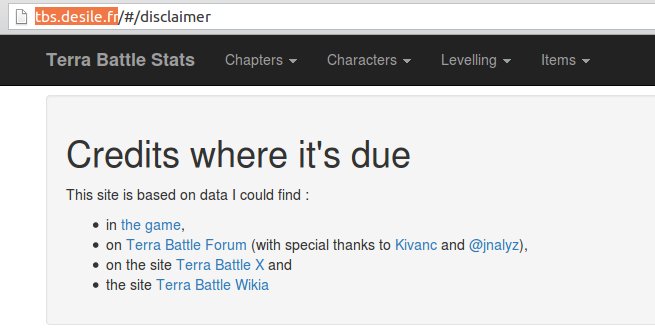 tbs.desile.fr/#/disclaimer
Terra Battle Stats Chapters Characters Levelling Items
Credits where it's due
This site is based on data I could find :
in the game,
on Terra Battle Forum (with special thanks to Kivanc and @jnalyz),
on the site Terra Battle X and
the site Terra Battle Wikia